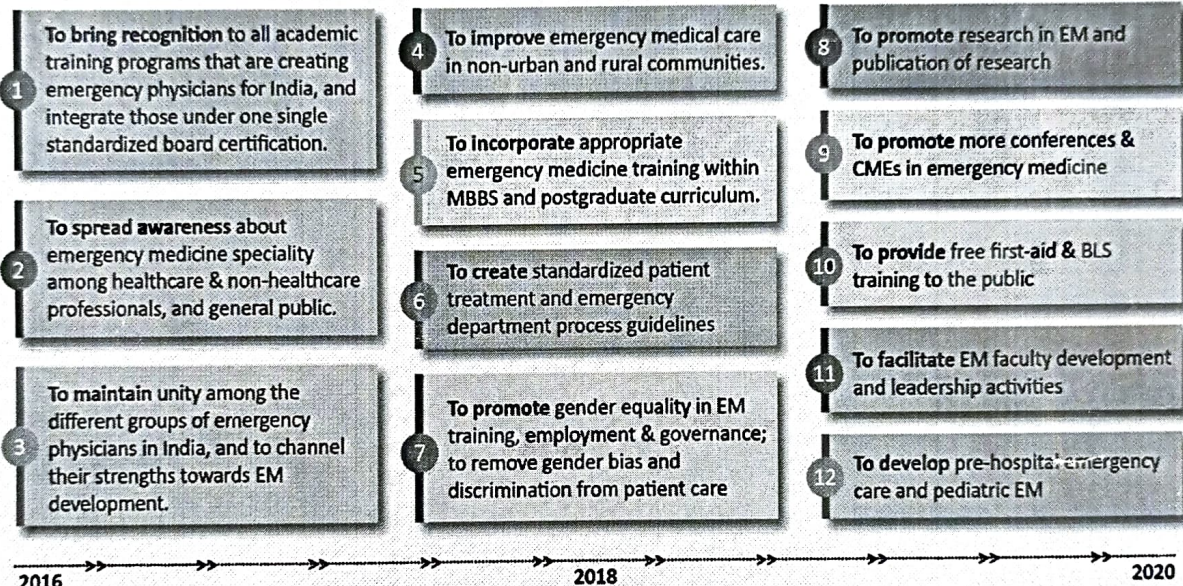 1
To bring recognition to all academic
training programs that are creating
emergency physicians for India, and
integrate those under one single
standardized board certification.
2
To spread awareness about
emergency medicine speciality
among healthcare & non-healthcare
professionals, and general public.
3
To maintain unity among the
different groups of emergency
physicians in India, and to channel
their strengths towards EM
development.
4
To improve emergency medical care
in non-urban and rural communities.
5
To incorporate appropriate
emergency medicine training within
MBBS and postgraduate curriculum.
6
To create standardized patient
treatment and emergency
department process guidelines
7
To promote gender equality in EM
training, employment & governance;
to remove gender bias and
discrimination from patient care
8
To promote research in EM and
publication of research
9
To promote more conferences &
CMEs in emergency medicine
10
To provide free first-aid & BLS
training to the public
11
To facilitate EM faculty development
and leadership activities
12
To develop pre-hospital emergency
care and pediatric EM
2016
2018
2020